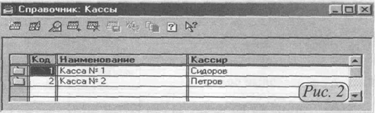 Справочник: Кассы
Код Наименование Кассир
1 Касса № 1 Сидоров
2 Касса № 2 Петров
Рис. 2